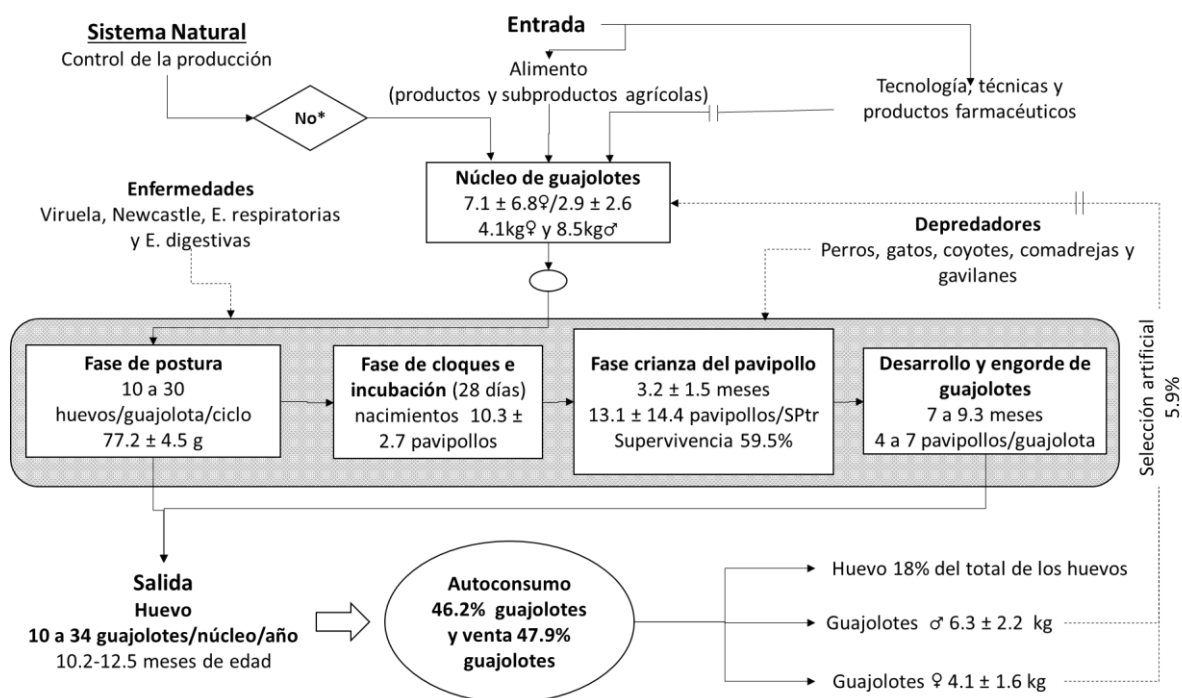 Sistema Natural
Control de la producción
No*
Entrada
Alimento
(productos y subproductos agrícolas)
Tecnología, técnicas y
productos farmacéuticos
Núcleo de guajolotes
7.1 ± 6.8♀/2.9 ± 2.6
4.1kg♀ y 8.5kg♂
Enfermedades
Viruela, Newcastle, E. respiratorias
y E. digestivas
Depredadores
Perros, gatos, coyotes, comadrejas y
gavilanes
Fase de postura
10 a 30
huevos/guajolota/ciclo
77.2 ± 4.5 g
Fase de cloques e
incubación (28 días)
nacimientos 10.3 ±
2.7 pavipollos
Fase crianza del pavipollo
3.2 ± 1.5 meses
13.1 ± 14.4 pavipollos/SPtr
Supervivencia 59.5%
Desarrollo y engorde de
guajolotes
7 a 9.3 meses
4 a 7 pavipollos/guajolota
Selección artificial
5.9%
Salida
Huevo
10 a 34 guajolotes/núcleo/año
10.2-12.5 meses de edad
Autoconsumo
46.2% guajolotes
y venta 47.9%
guajolotes
Huevo 18% del total de los huevos
Guajolotes ♂ 6.3 ± 2.2 kg
Guajolotes ♀ 4.1 ± 1.6 kg